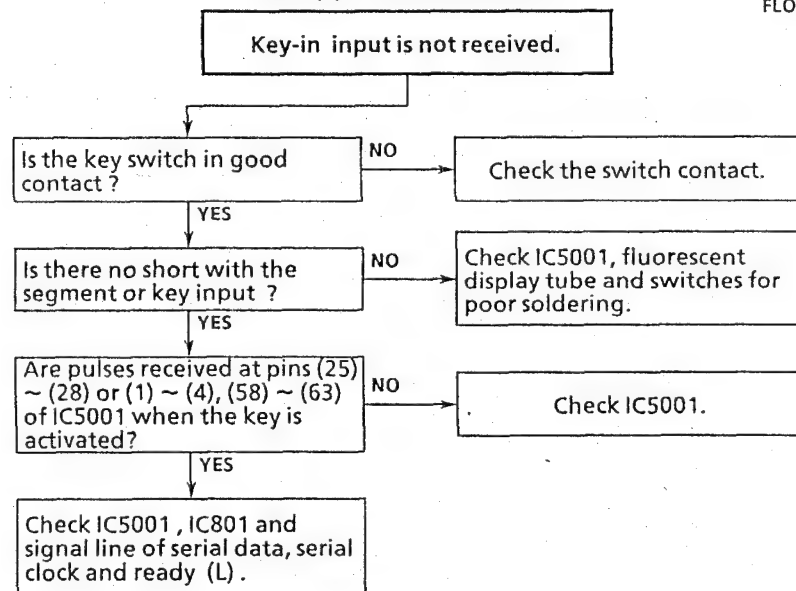 FLO
Key-in input is not received.
Is the key switch in good
contact ?
NO
Check the switch contact.
YES
Is there no short with the
segment or key input ?
NO
Check IC5001, fluorescent
display tube and switches for
poor soldering.
YES
Are pulses received at pins (25)
~ (28) or (1) ~ (4), (58) ~ (63)
of IC5001 when the key is
activated?
NO
Check IC5001.
YES
Check IC5001 , IC801 and
signal line of serial data, serial
clock and ready (L) .